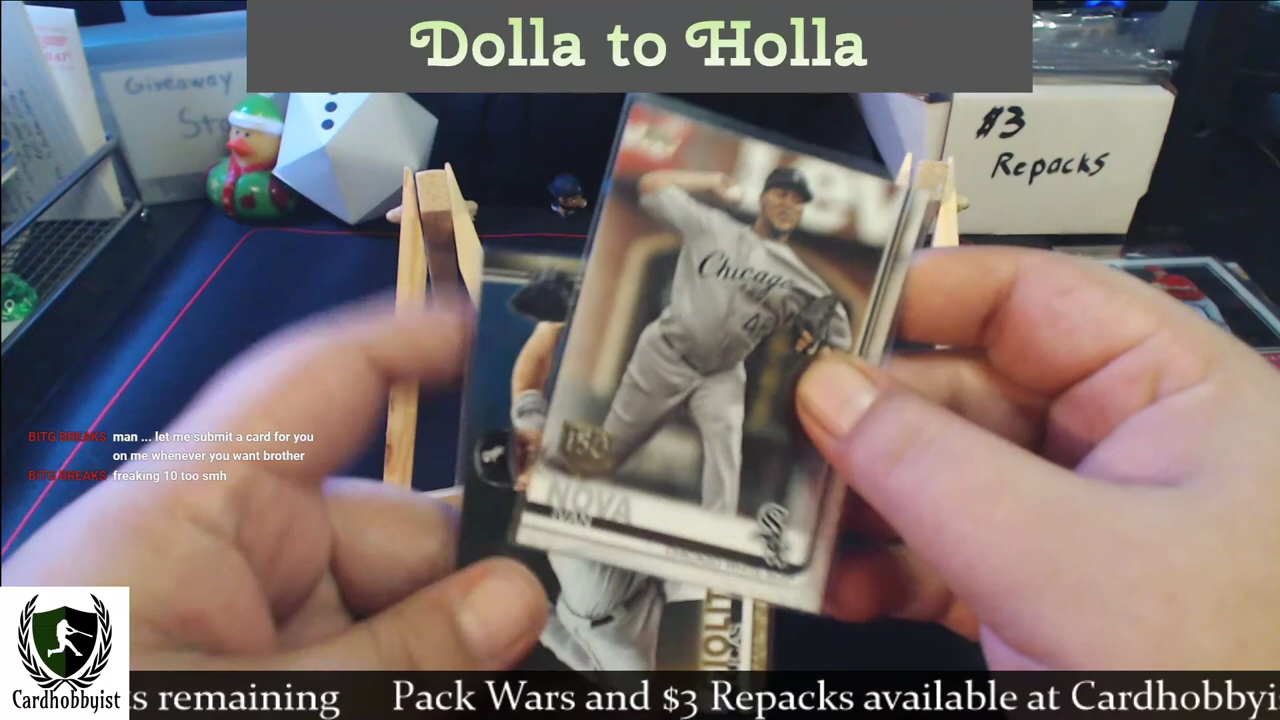 Dolla to Holla
Giveaway
$3
Repacks
Chicago
150
NOVA
IVAN
BITG BREAKS man ... let me submit a card for you
on me whenever you want brother
BITG BREAKS freaking 10 too smh
Cardhobbyist
s remaining Pack Wars and $3 Repacks available at Cardhobbyi